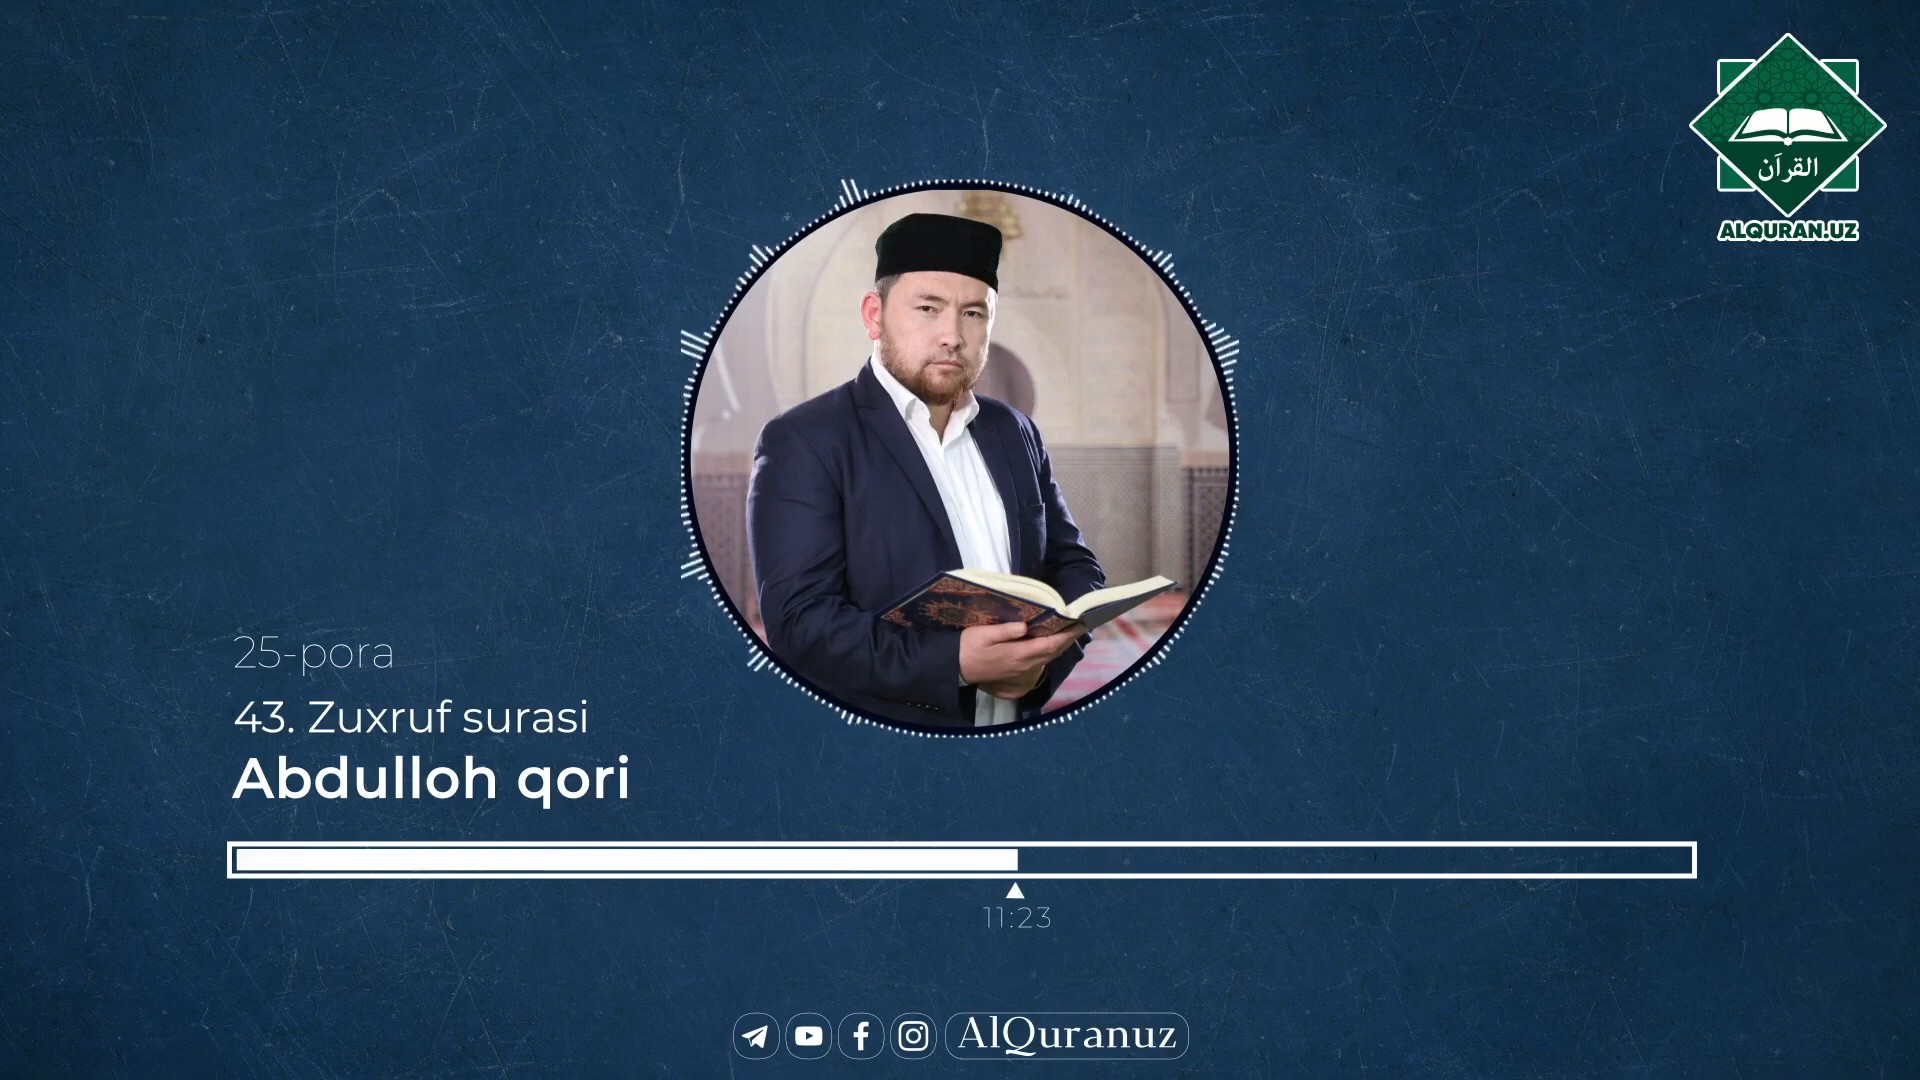 القرآن
ALQURAN.UZ
25-pora
43. Zuxruf surasi
Abdulloh qori
11:23
AlQuranuz